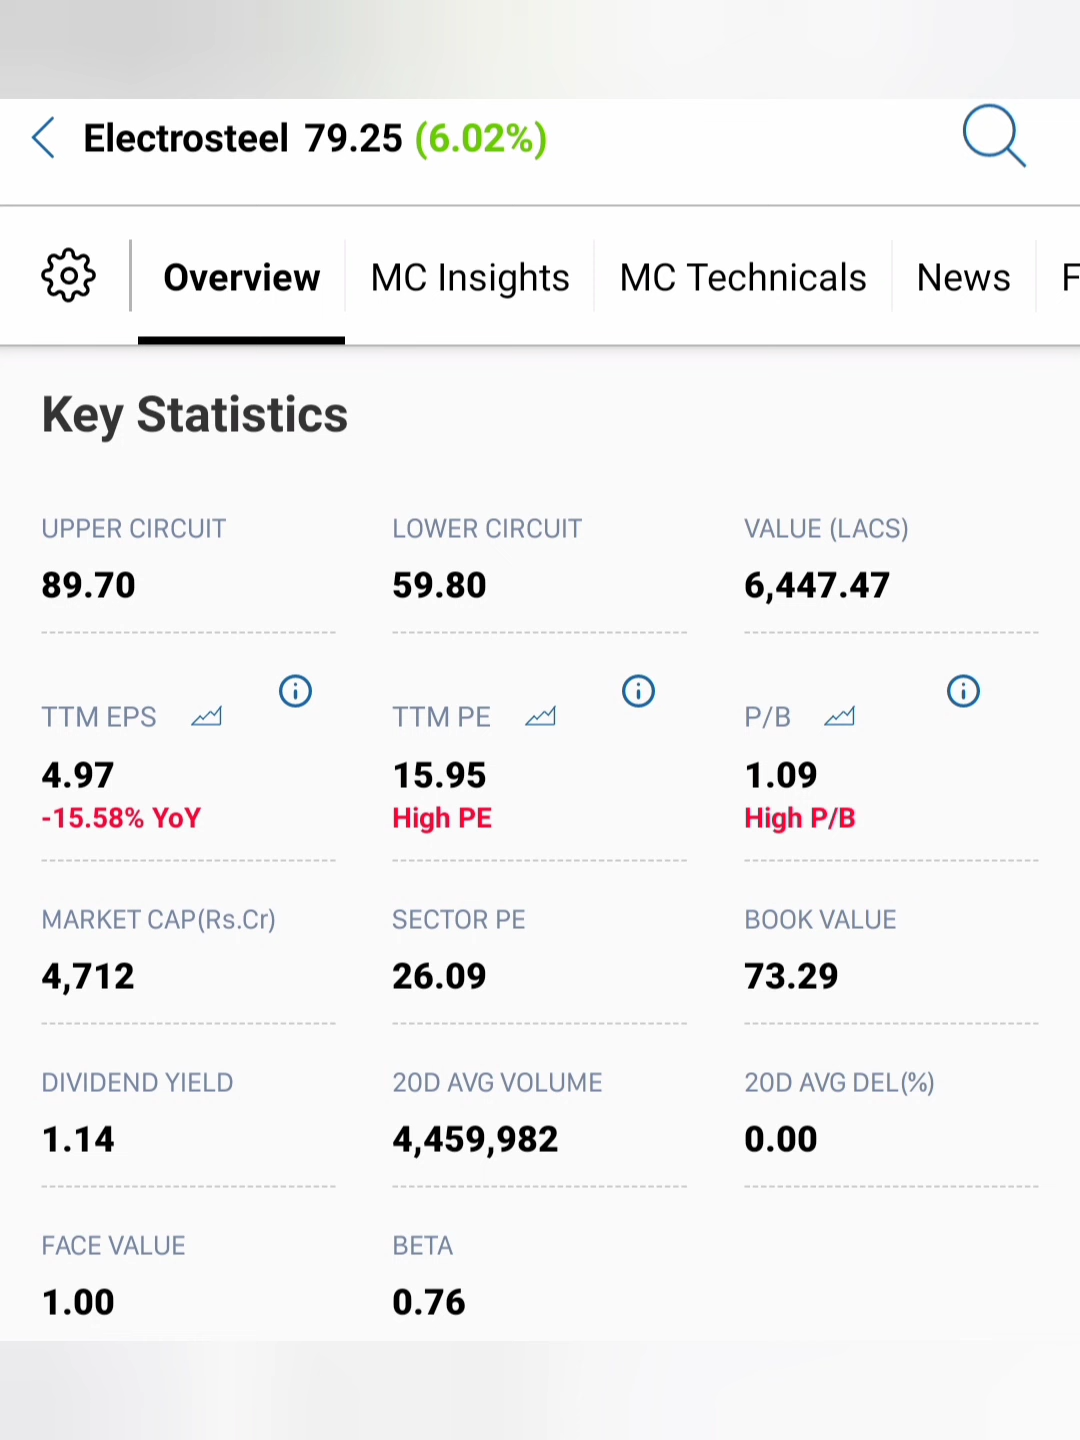 Electrosteel 79.25 (6.02%)
Overview MC Insights MC Technicals News F
Key Statistics
UPPER CIRCUIT LOWER CIRCUIT VALUE (LACS)
89.70 59.80 6,447.47
TTM EPS TTM PE P/B
4.97 15.95 1.09
-15.58% YoY High PE High P/B
MARKET CAP(Rs.Cr) SECTOR PE BOOK VALUE
4,712 26.09 73.29
DIVIDEND YIELD 20D AVG VOLUME 20D AVG DEL(%)
1.14 4,459,982 0.00
FACE VALUE BETA
1.00 0.76